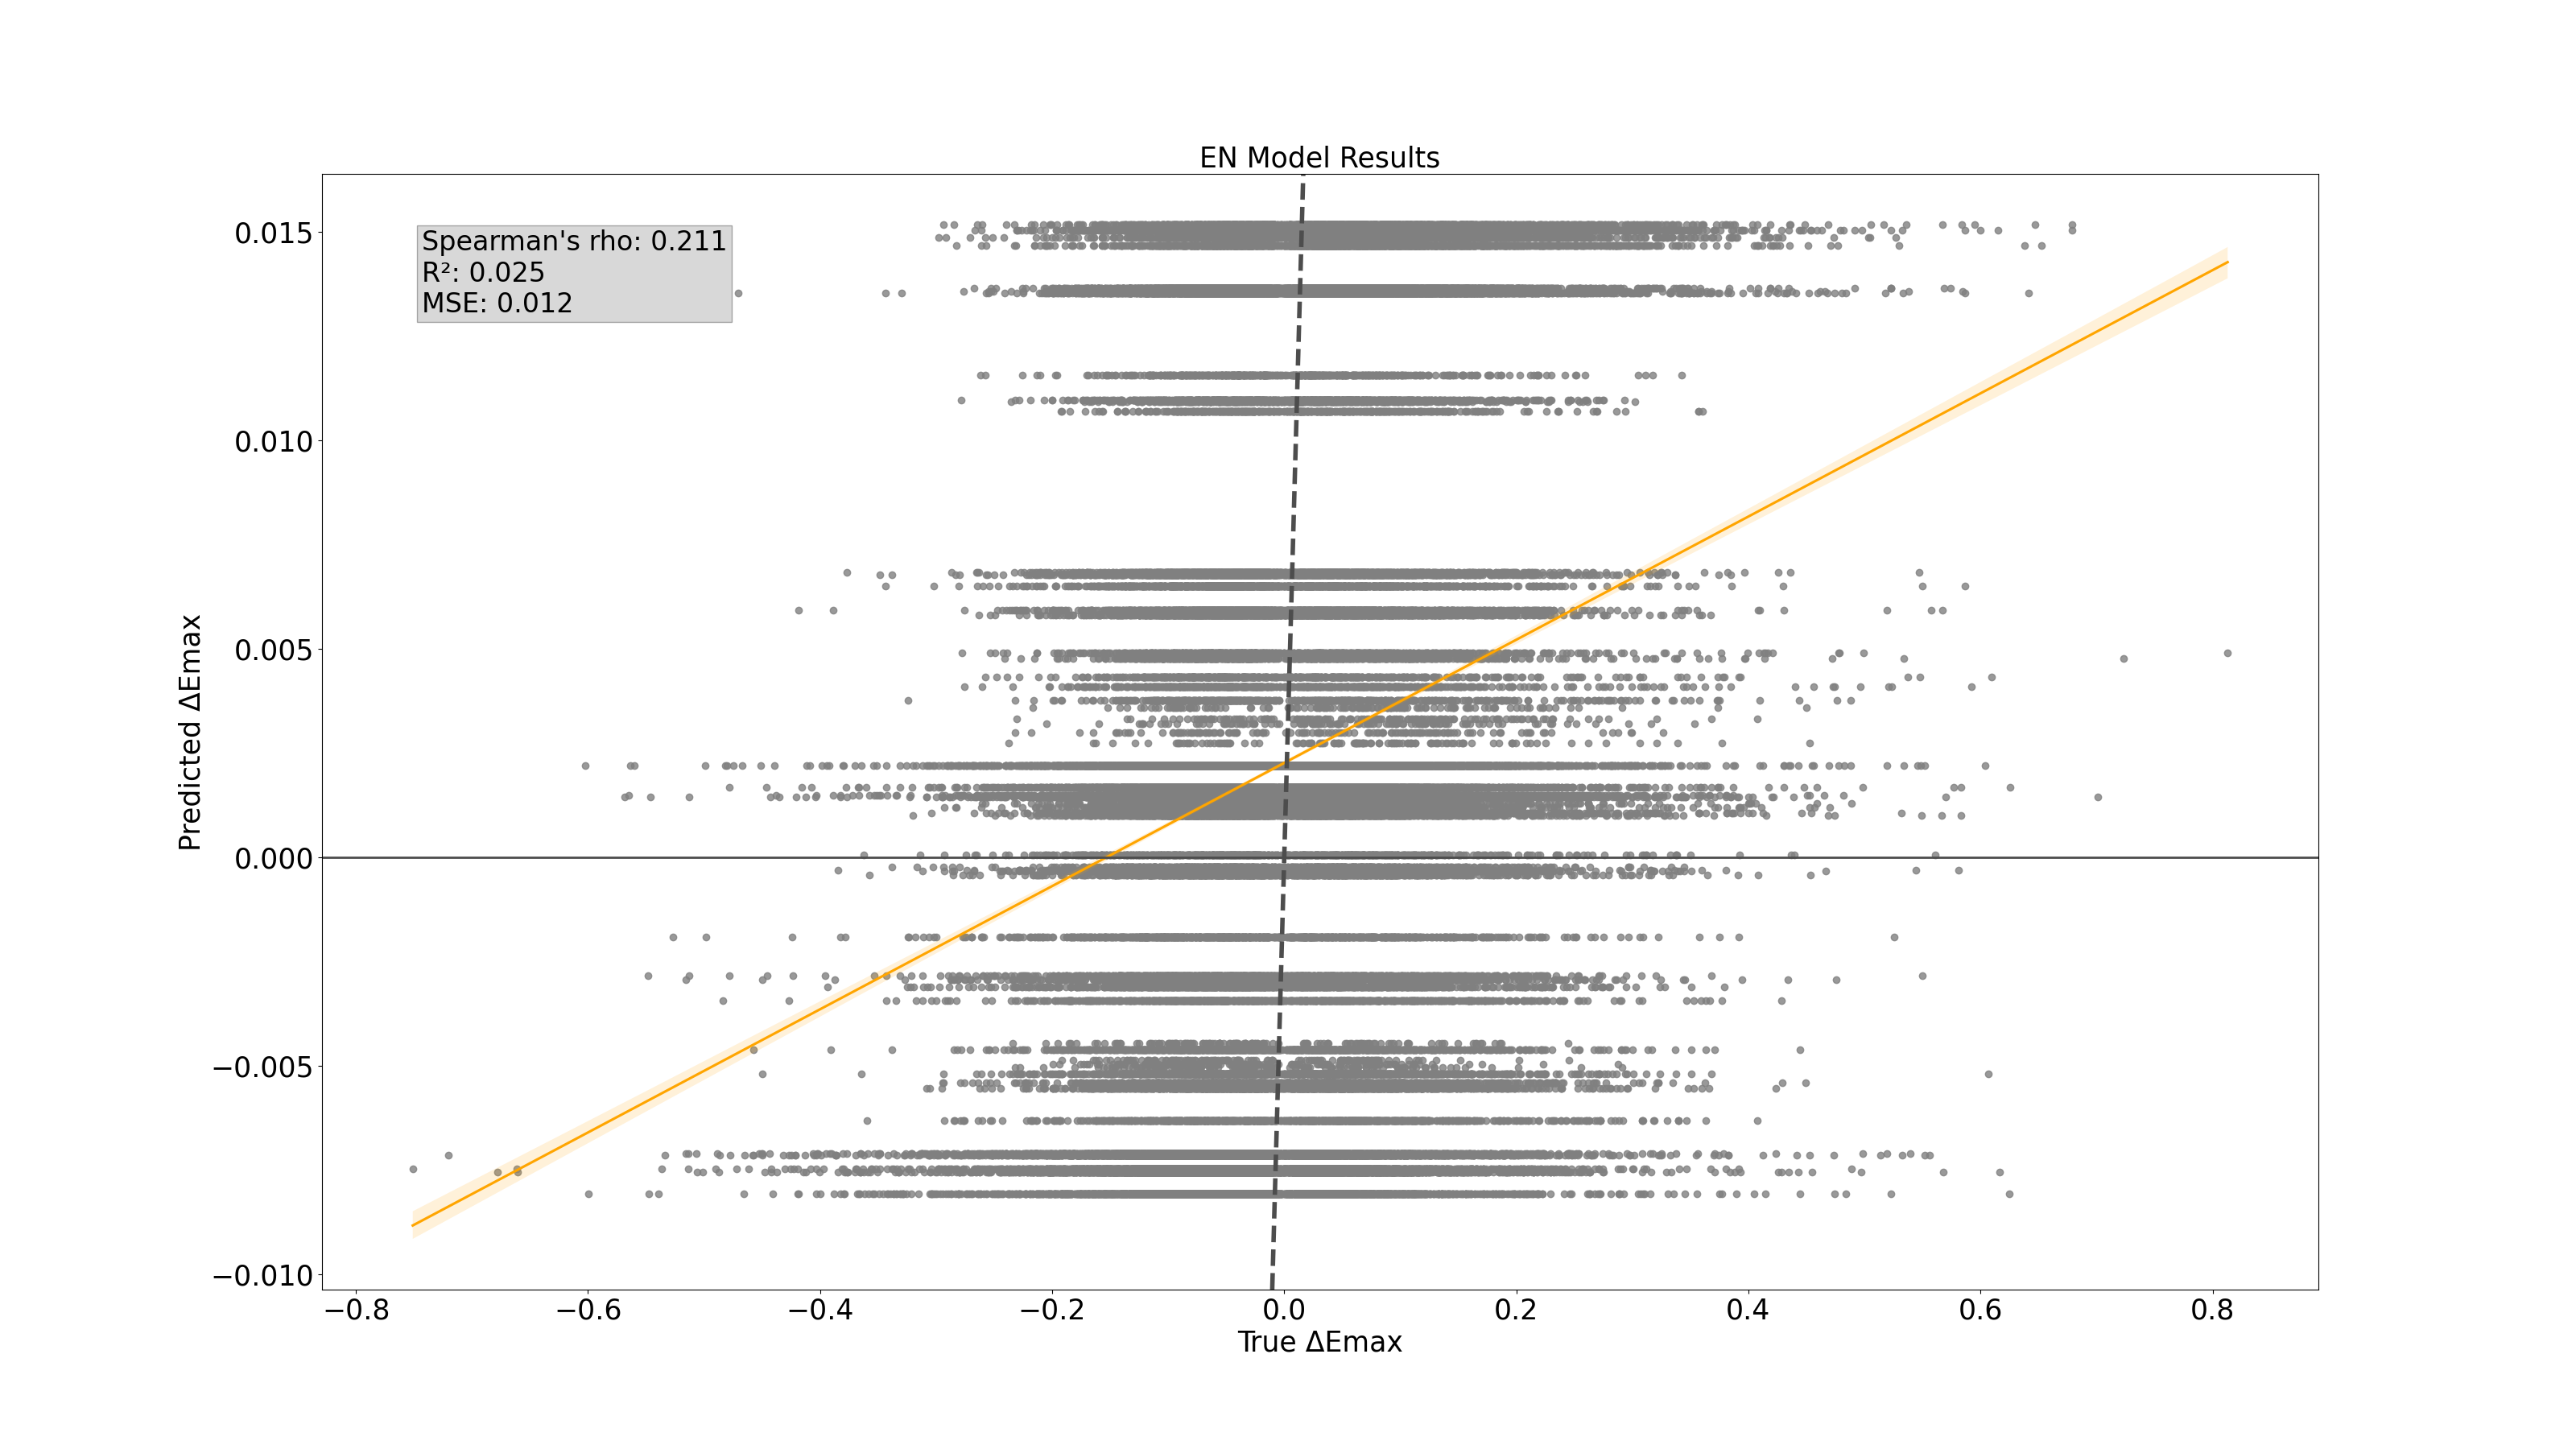 EN Model Results
Spearman's rho: 0.211
R²: 0.025
MSE: 0.012
Predicted ΔEmax
0.015
0.010
0.005
0.000
−0.005
−0.010
−0.8 −0.6 −0.4 −0.2 0.0 0.2 0.4 0.6 0.8
True ΔEmax